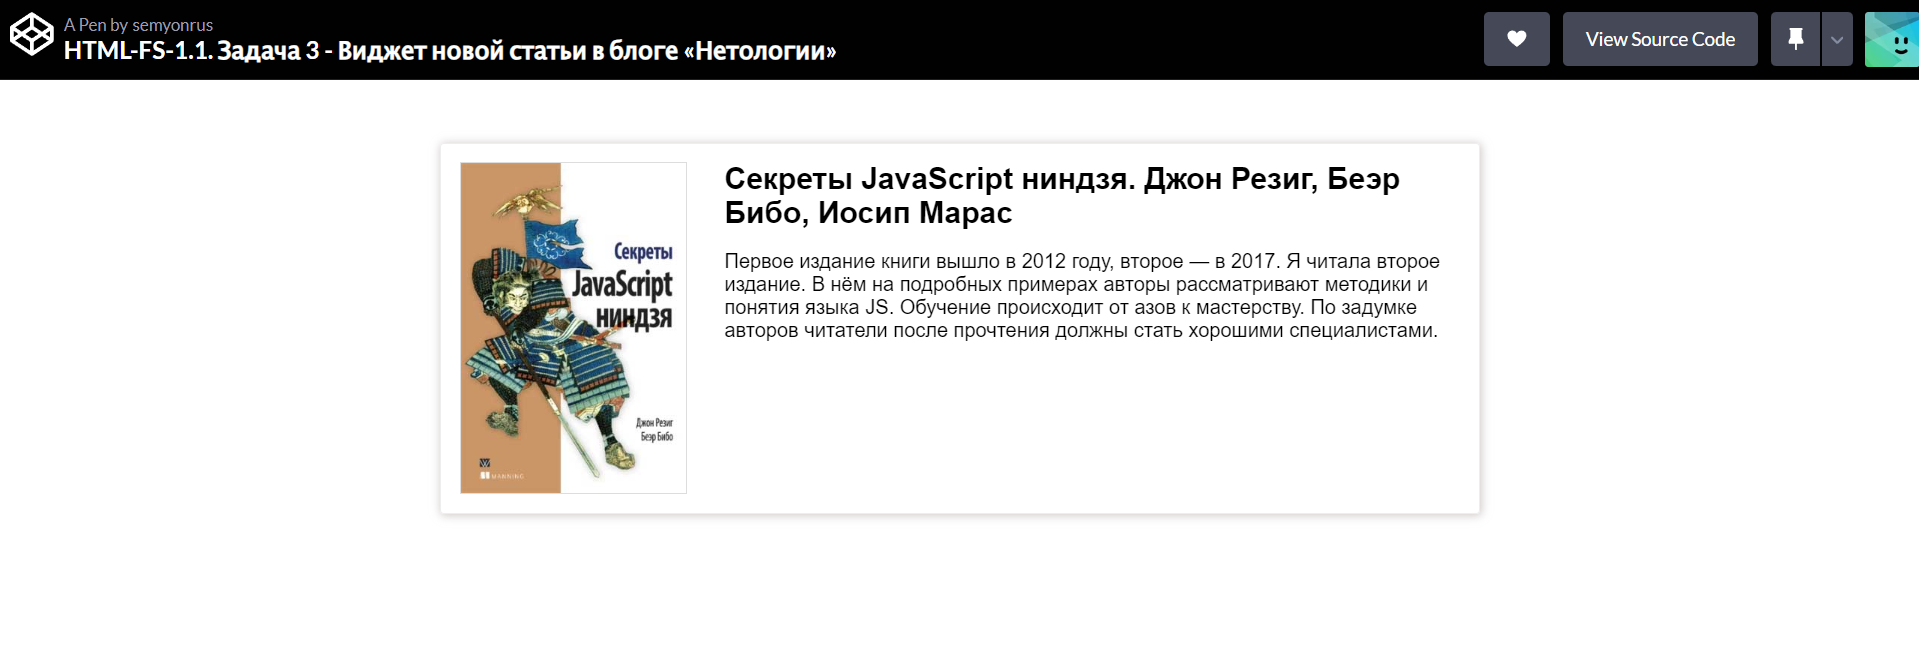 A Pen by semyonrus
HTML-FS-1.1. Задача 3 - Виджет новой статьи в блоге «Нетологии»
View Source Code
Секреты
JavaScript
ниндзя
Джон Резиг
Беэр Бибо
MANNING
Секреты JavaScript ниндзя. Джон Резиг, Беэр
Бибо, Иосип Марас
Первое издание книги вышло в 2012 году, второе — в 2017. Я читала второе
издание. В нём на подробных примерах авторы рассматривают методики и
понятия языка JS. Обучение происходит от азов к мастерству. По задумке
авторов читатели после прочтения должны стать хорошими специалистами.